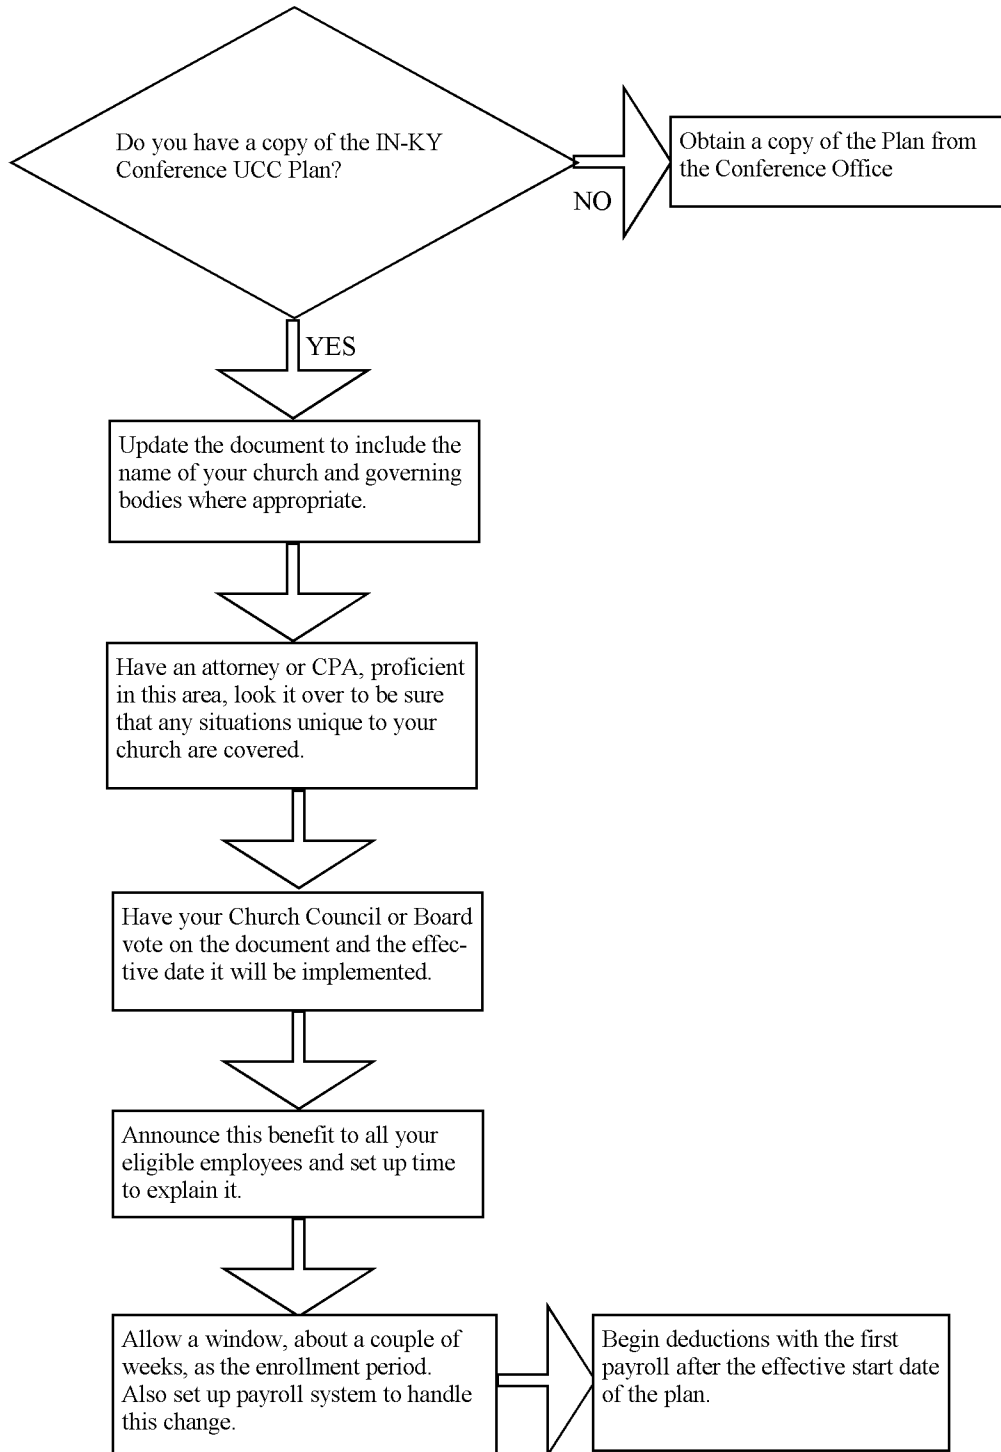 Do you have a copy of the IN-KY
Conference UCC Plan?
NO
Obtain a copy of the Plan from
the Conference Office
YES
Update the document to include the
name of your church and governing
bodies where appropriate.
Have an attorney or CPA, proficient
in this area, look it over to be sure
that any situations unique to your
church are covered.
Have your Church Council or Board
vote on the document and the effec-
tive date it will be implemented.
Announce this benefit to all your
eligible employees and set up time
to explain it.
Allow a window, about a couple of
weeks, as the enrollment period.
Also set up payroll system to handle
this change.
Begin deductions with the first
payroll after the effective start date
of the plan.